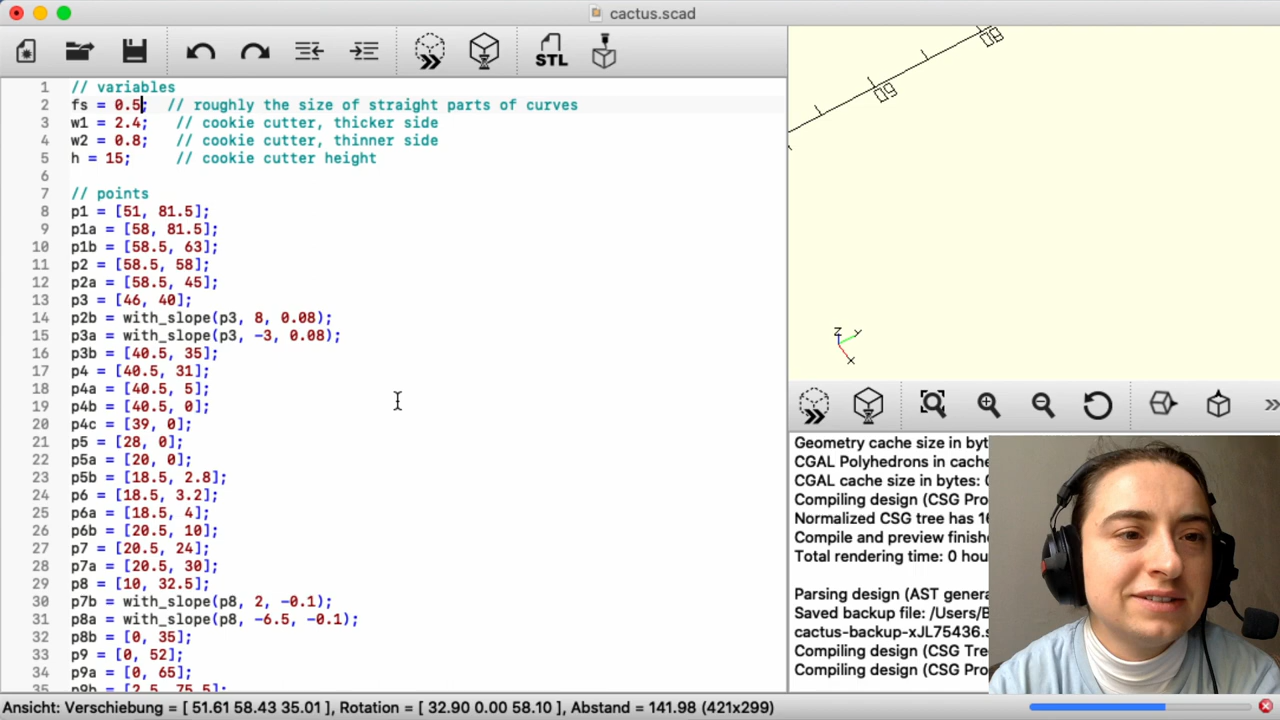 cactus.scad
STL
1 // variables
2 fs = 0.5; // roughly the size of straight parts of curves
3 w1 = 2.4; // cookie cutter, thicker side
4 w2 = 0.8; // cookie cutter, thinner side
5 h = 15; // cookie cutter height
6
7 // points
8 p1 = [51, 81.5];
9 p1a = [58, 81.5];
10 p1b = [58.5, 63];
11 p2 = [58.5, 58];
12 p2a = [58.5, 45];
13 p3 = [46, 40];
14 p2b = with_slope(p3, 8, 0.08);
15 p3a = with_slope(p3, -3, 0.08);
16 p3b = [40.5, 35];
17 p4 = [40.5, 31];
18 p4a = [40.5, 5];
19 p4b = [40.5, 0];
20 p4c = [39, 0];
21 p5 = [28, 0];
22 p5a = [20, 0];
23 p5b = [18.5, 2.8];
24 p6 = [18.5, 3.2];
25 p6a = [18.5, 4];
26 p6b = [20.5, 10];
27 p7 = [20.5, 24];
28 p7a = [20.5, 30];
29 p8 = [10, 32.5];
30 p7b = with_slope(p8, 2, -0.1);
31 p8a = with_slope(p8, -6.5, -0.1);
32 p8b = [0, 35];
33 p9 = [0, 52];
34 p9a = [0, 65];
35 p9b = [2.5, 75.5];
Z
Y
X
Geometry cache size in byt
CGAL Polyhedrons in cache
CGAL cache size in bytes:
Compiling design (CSG Pro
Normalized CSG tree has 1
Compile and preview finish
Total rendering time: 0 hou
Parsing design (AST genera
Saved backup file: /Users/B
cactus-backup-xJL75436.s
Compiling design (CSG Tre
Compiling design (CSG Pro
Ansicht: Verschiebung = [ 51.61 58.43 35.01 ], Rotation = [ 32.90 0.00 58.10 ], Abstand = 141.98 (421x299)